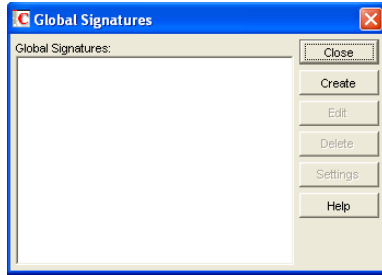 C Global Signatures
Global Signatures:
Close
Create
Edit
Delete
Settings
Help